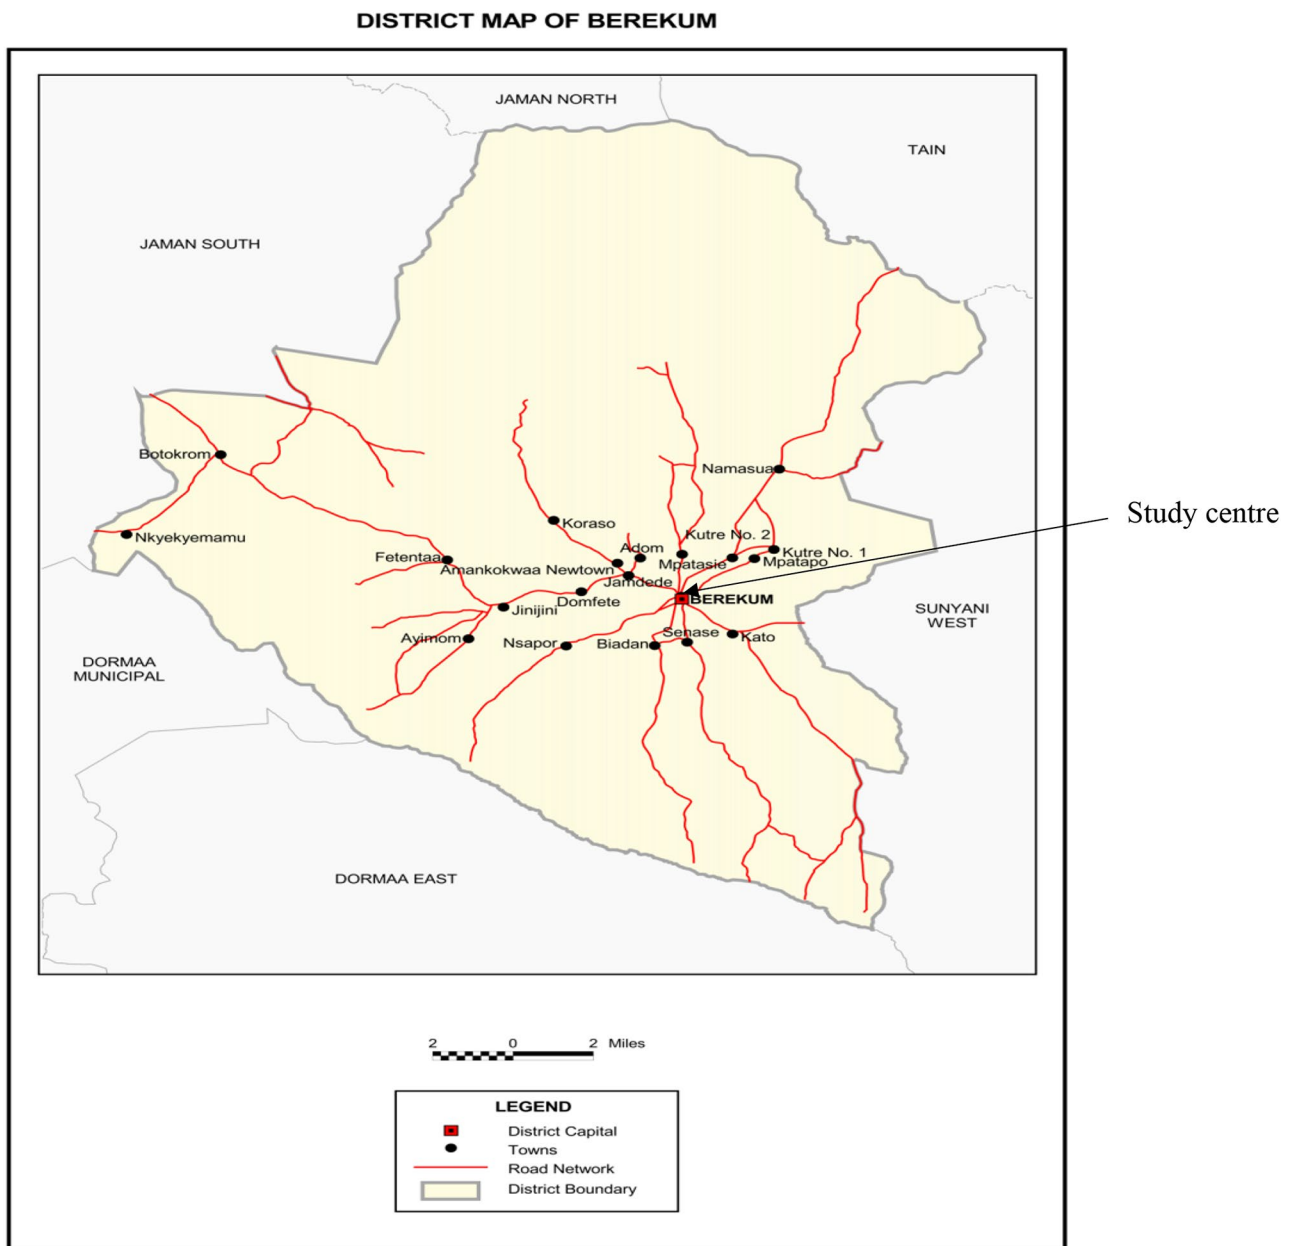 DISTRICT MAP OF BEREKUM
JAMAN NORTH
TAIN
JAMAN SOUTH
Botokrom
Namasua
Nkyekyemamu
Koraso
Study centre
Kutre No. 2
Adom
Kutre No. 1
Fetentaa
Amankokwaa Newtown
Mpatasie
Mpatapo
Jamdede
Domfete
BEREKUM
Jinijini
SUNYANI
WEST
Ayimom
Nsapor
Biadan
Senase
Kato
DORMAA
MUNICIPAL
DORMAA EAST
2 0 2 Miles
LEGEND
District Capital
Towns
Road Network
District Boundary